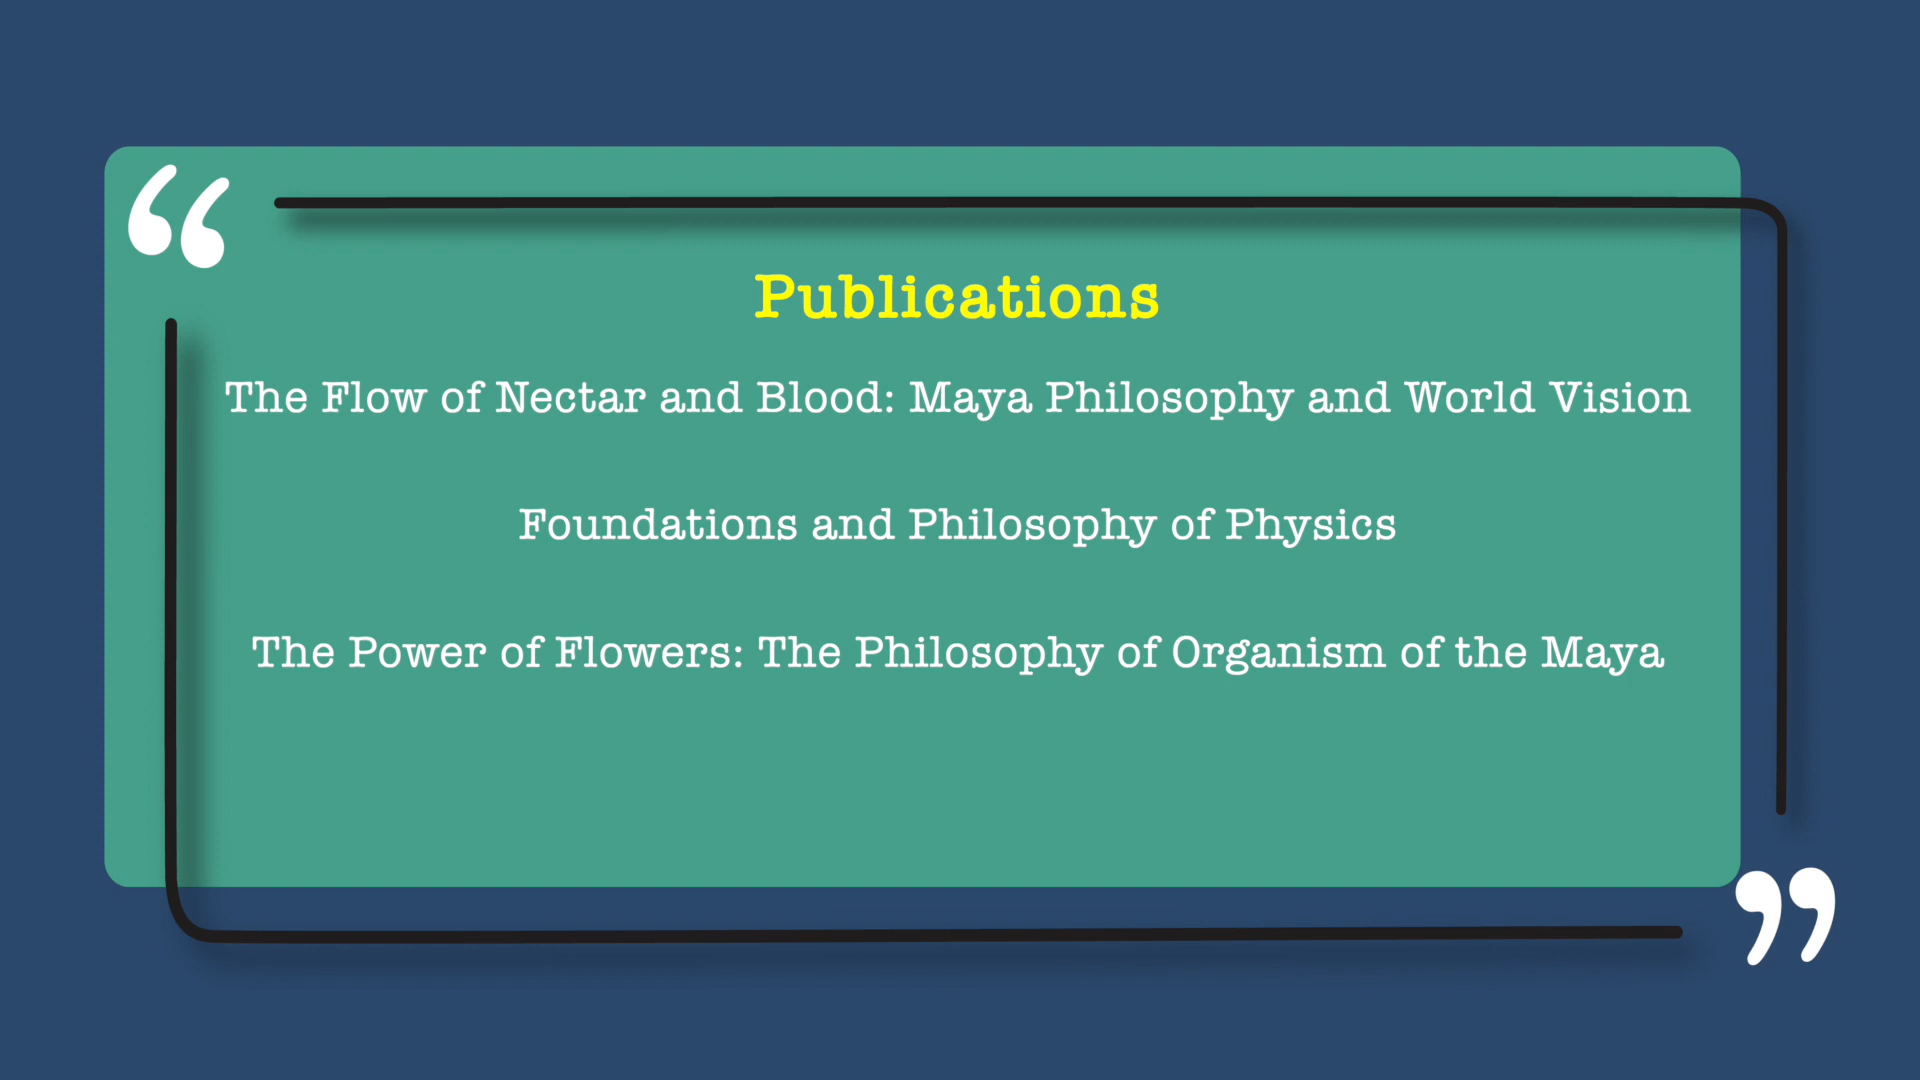 Publications
The Flow of Nectar and Blood: Maya Philosophy and World Vision
Foundations and Philosophy of Physics
The Power of Flowers: The Philosophy of Organism of the Maya